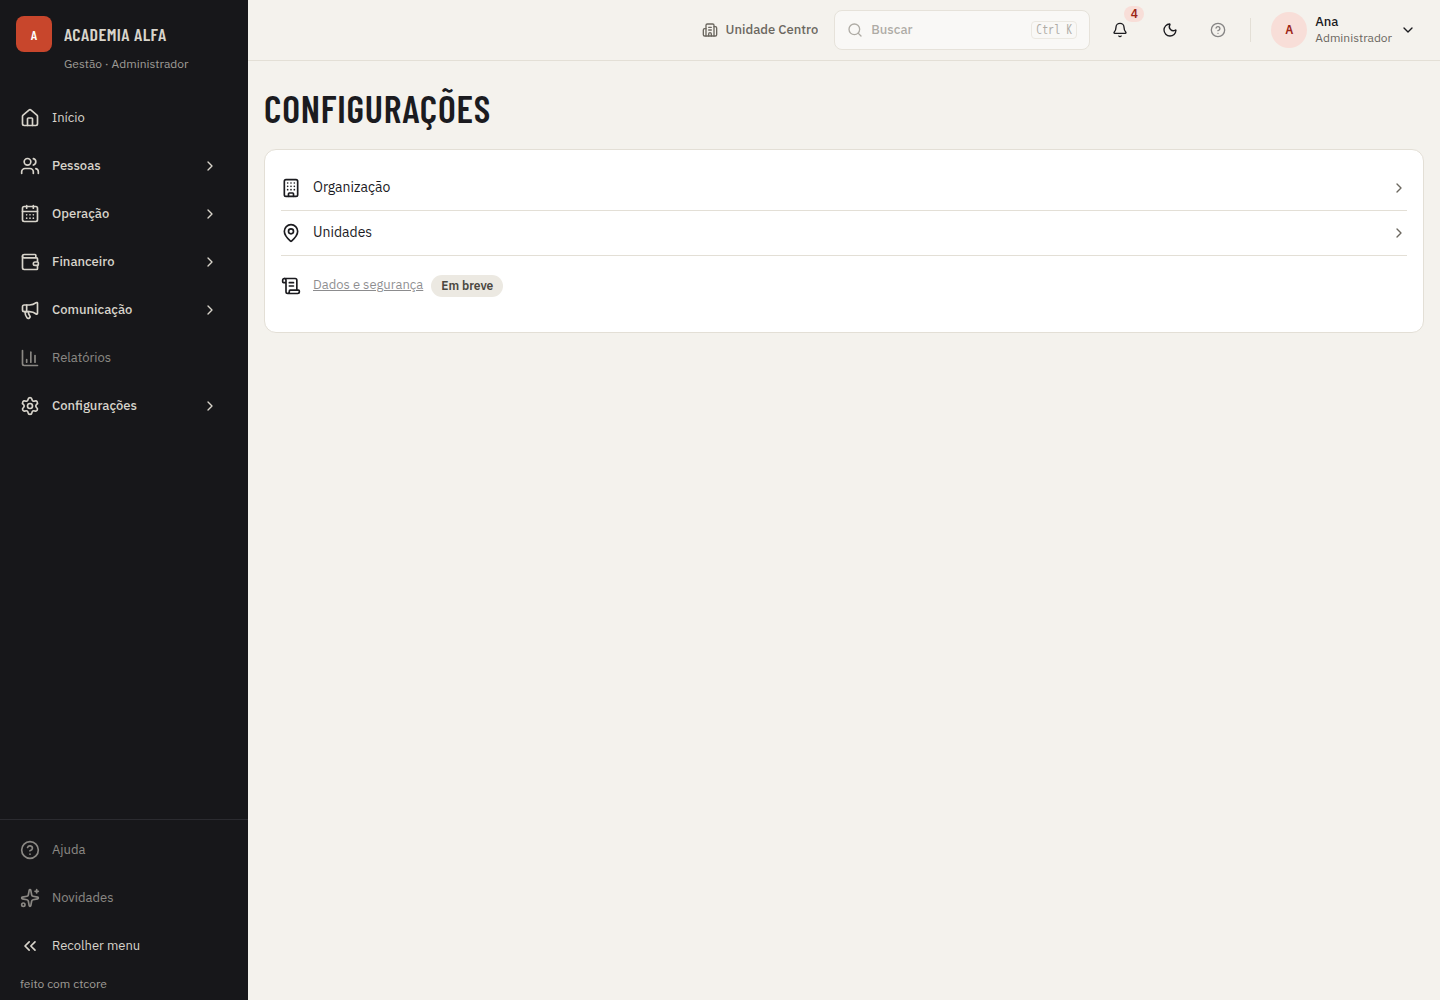 A
ACADEMIA ALFA
Gestão · Administrador
Início
Pessoas
Operação
Financeiro
Comunicação
Relatórios
Configurações
Ajuda
Novidades
Recolher menu
feito com ctcore
Unidade Centro
Buscar
Ctrl K
4
A
Ana
Administrador
CONFIGURAÇÕES
Organização
Unidades
Dados e segurança
Em breve